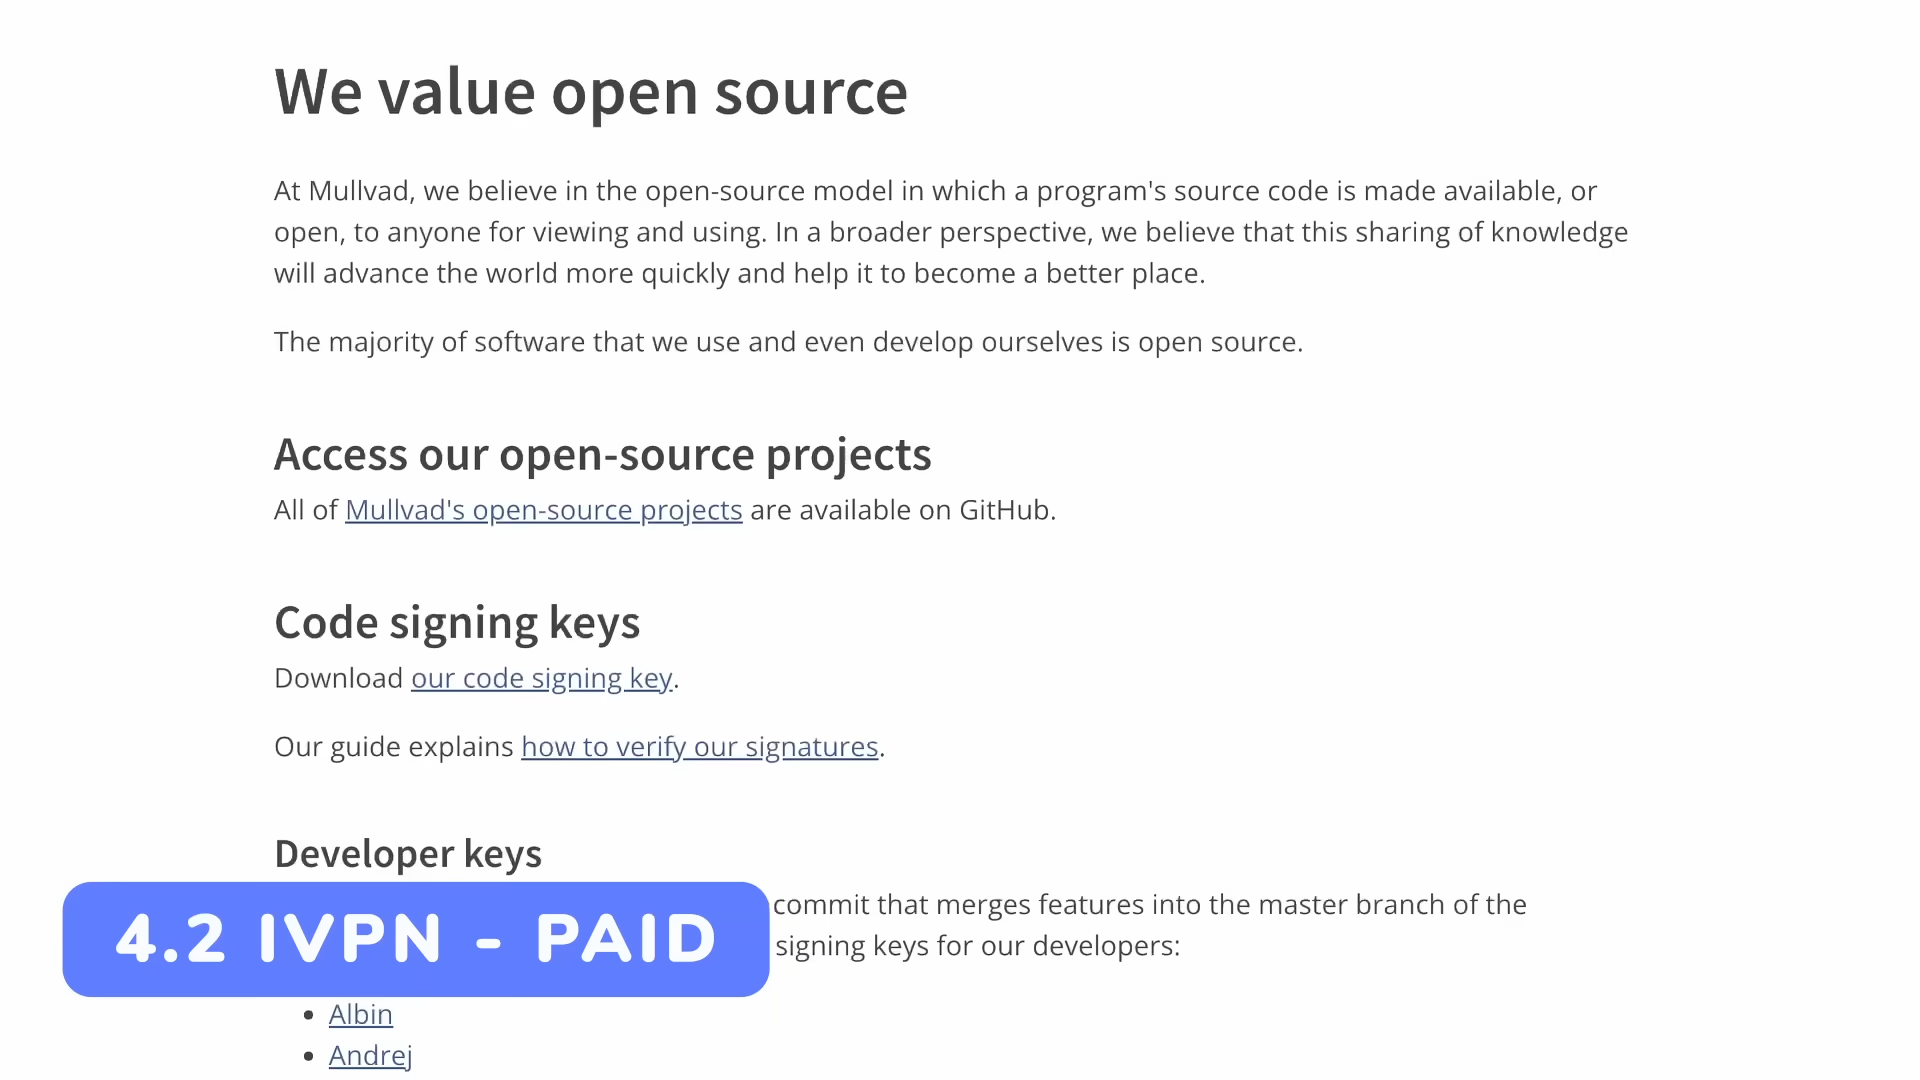 We value open source
At Mullvad, we believe in the open-source model in which a program's source code is made available, or
open, to anyone for viewing and using. In a broader perspective, we believe that this sharing of knowledge
will advance the world more quickly and help it to become a better place.
The majority of software that we use and even develop ourselves is open source.
Access our open-source projects
All of Mullvad's open-source projects are available on GitHub.
Code signing keys
Download our code signing key.
Our guide explains how to verify our signatures.
Developer keys
commit that merges features into the master branch of the
signing keys for our developers:
4.2 IVPN - PAID
• Albin
• Andrej